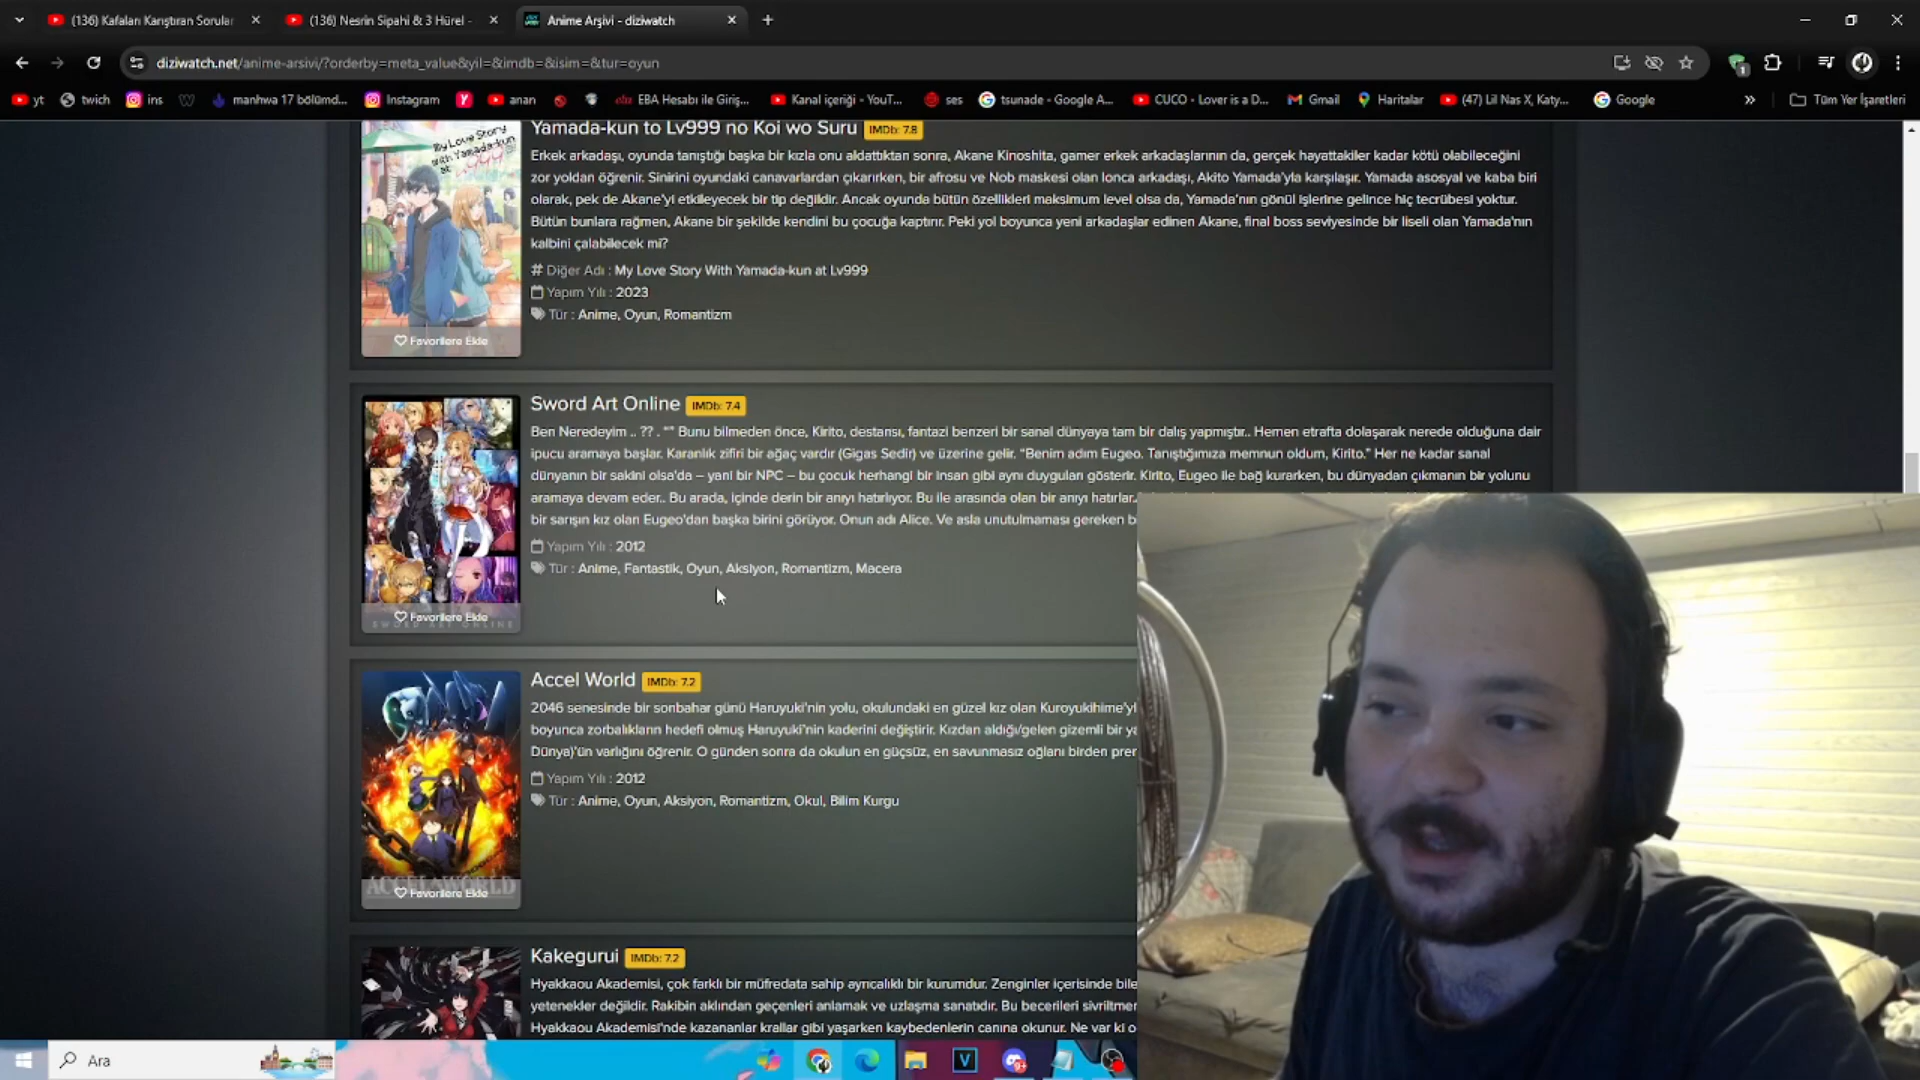 (136) Kafaları Karıştıran Sorular
(136) Nesrin Sipahi & 3 Hürel -
Anime Arşivi - diziwatch
diziwatch.net/anime-arsivi/?orderby=meta_value&yil=&imdb=&isim=&tur=oyun
yt
twich
ins
manhwa 17 bölümd...
Instagram
anan
EBA Hesabı ile Giriş...
Kanal içeriği - YouT...
ses
tsunade - Google A...
CUCO - Lover is a D...
Gmail
Haritalar
(47) Lil Nas X, Katy...
Google
Tüm Yer İşaretleri
My Love Story
with Yamada-kun
at Lv999
Yamada-kun to Lv999 no Koi wo Suru IMDb: 7.8
Erkek arkadaşı, oyunda tanıştığı başka bir kızla onu aldattıktan sonra, Akane Kinoshita, gamer erkek arkadaşlarının da, gerçek hayattakiler kadar kötü olabileceğini
zor yoldan öğrenir. Sinirini oyundaki canavarlardan çıkarırken, bir afrosu ve Nob maskesi olan lonca arkadaşı, Akito Yamada'yla karşılaşır. Yamada asosyal ve kaba biri
olarak, pek de Akane'yi etkileyecek bir tip değildir. Ancak oyunda bütün özellikleri maksimum level olsa da, Yamada'nın gönül işlerine gelince hiç tecrübesi yoktur.
Bütün bunlara rağmen, Akane bir şekilde kendini bu çocuğa kaptırır. Peki yol boyunca yeni arkadaşlar edinen Akane, final boss seviyesinde bir liseli olan Yamada'nın
kalbini çalabilecek mi?
Diğer Adı : My Love Story With Yamada-kun at Lv999
Yapım Yılı : 2023
Tür : Anime, Oyun, Romantizm
Favorilere Ekle
Sword Art Online IMDb: 7.4
Ben Neredeyim .. ?? . "" Bunu bilmeden önce, Kirito, destansı, fantazi benzeri bir sanal dünyaya tam bir dalış yapmıştır.. Hemen etrafta dolaşarak nerede olduğuna dair
ipucu aramaya başlar. Karanlık zifiri bir ağaç vardır (Gigas Sedir) ve üzerine gelir. "Benim adım Eugeo. Tanıştığımıza memnun oldum, Kirito." Her ne kadar sanal
dünyanın bir sakini olsa'da – yani bir NPC – bu çocuk herhangi bir insan gibi aynı duyguları gösterir. Kirito, Eugeo ile bağ kurarken, bu dünyadan çıkmanın bir yolunu
aramaya devam eder.. Bu arada, içinde derin bir anıyı hatırlıyor. Bu ile arasında olan bir anıyı hatırlar..
bir sarışın kız olan Eugeo'dan başka birini görüyor. Onun adı Alice. Ve asla unutulmaması gereken b
Yapım Yılı : 2012
Tür : Anime, Fantastik, Oyun, Aksiyon, Romantizm, Macera
Favorilere Ekle
SWORD ART ONLINE
Accel World IMDb: 7.2
2046 senesinde bir sonbahar günü Haruyuki'nin yolu, okulundaki en güzel kız olan Kuroyukihime'yl
boyunca zorbalıkların hedefi olmuş Haruyuki'nin kaderini değiştirir. Kızdan aldığı/gelen gizemli bir ya
Dünya)'ün varlığını öğrenir. O günden sonra da okulun en güçsüz, en savunmasız oğlanı birden pren
Yapım Yılı : 2012
Tür : Anime, Oyun, Aksiyon, Romantizm, Okul, Bilim Kurgu
ACCEL WORLD
Favorilere Ekle
Kakegurui IMDb: 7.2
Hyakkaou Akademisi, çok farklı bir müfredata sahip ayrıcalıklı bir kurumdur. Zenginler içerisinde bile
yetenekler değildir. Rakibin aklından geçenleri anlamak ve uzlaşma sanatıdır. Bu becerileri sivriltmen
Hyakkaou Akademisi'nde kazananlar krallar gibi yaşarken kaybedenlerin canına okunur. Ne var ki o
Ara